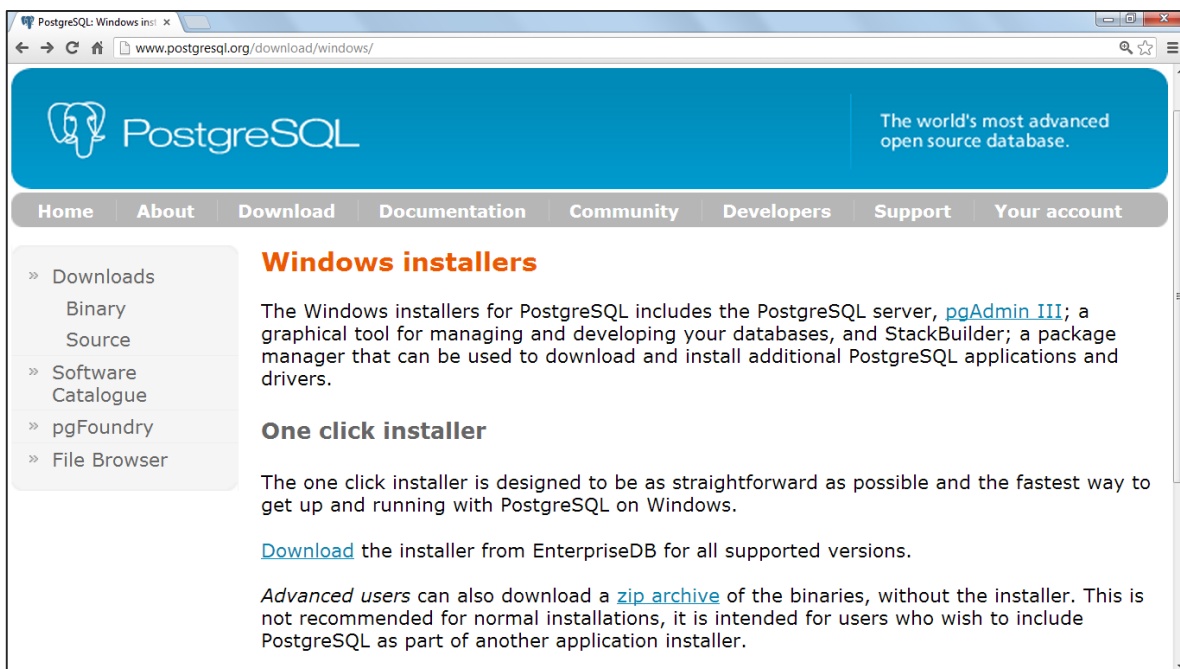 PostgreSQL: Windows inst
www.postgresql.org/download/windows/
PostgreSQL
The world's most advanced
open source database.
Home About Download Documentation Community Developers Support Your account
» Downloads
Binary
Source
» Software
Catalogue
» pgFoundry
» File Browser
Windows installers
The Windows installers for PostgreSQL includes the PostgreSQL server, pgAdmin III; a
graphical tool for managing and developing your databases, and StackBuilder; a package
manager that can be used to download and install additional PostgreSQL applications and
drivers.
One click installer
The one click installer is designed to be as straightforward as possible and the fastest way to
get up and running with PostgreSQL on Windows.
Download the installer from EnterpriseDB for all supported versions.
Advanced users can also download a zip archive of the binaries, without the installer. This is
not recommended for normal installations, it is intended for users who wish to include
PostgreSQL as part of another application installer.